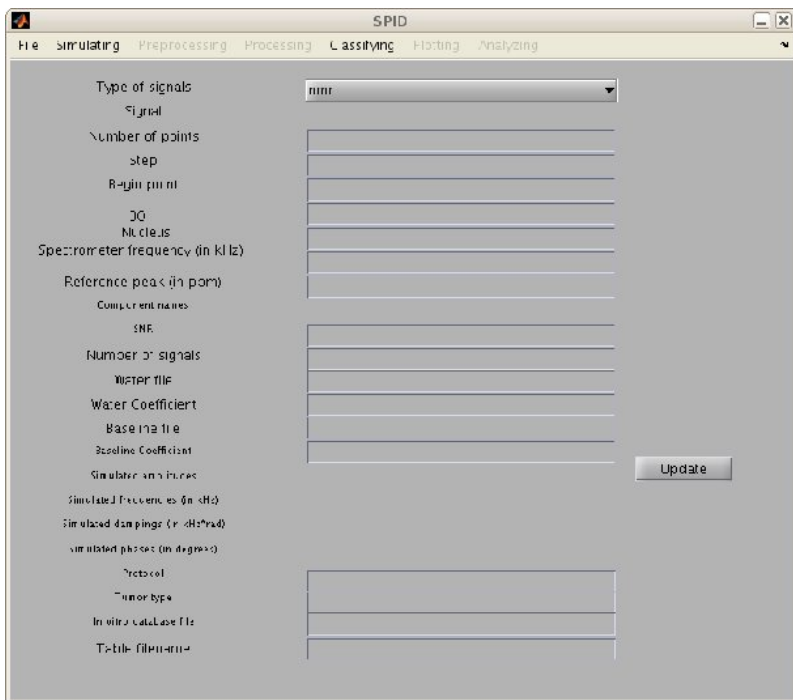 SPID
File Simulating Preprocessing Processing Classifying Plotting Analyzing
Type of signals nmr
Signal
Number of points
Step
Begin point
DO
Nucleus
Spectrometer frequency (in kHz)
Reference peak (in ppm)
Component names
SNR
Number of signals
Water file
Water Coefficient
Baseline file
Baseline Coefficient
Update
Simulated amplitudes
Simulated frequencies (in kHz)
Simulated dampings (in kHz*rad)
Simulated phases (in degrees)
Protocol
Tumor type
In vitro database file
Table filename